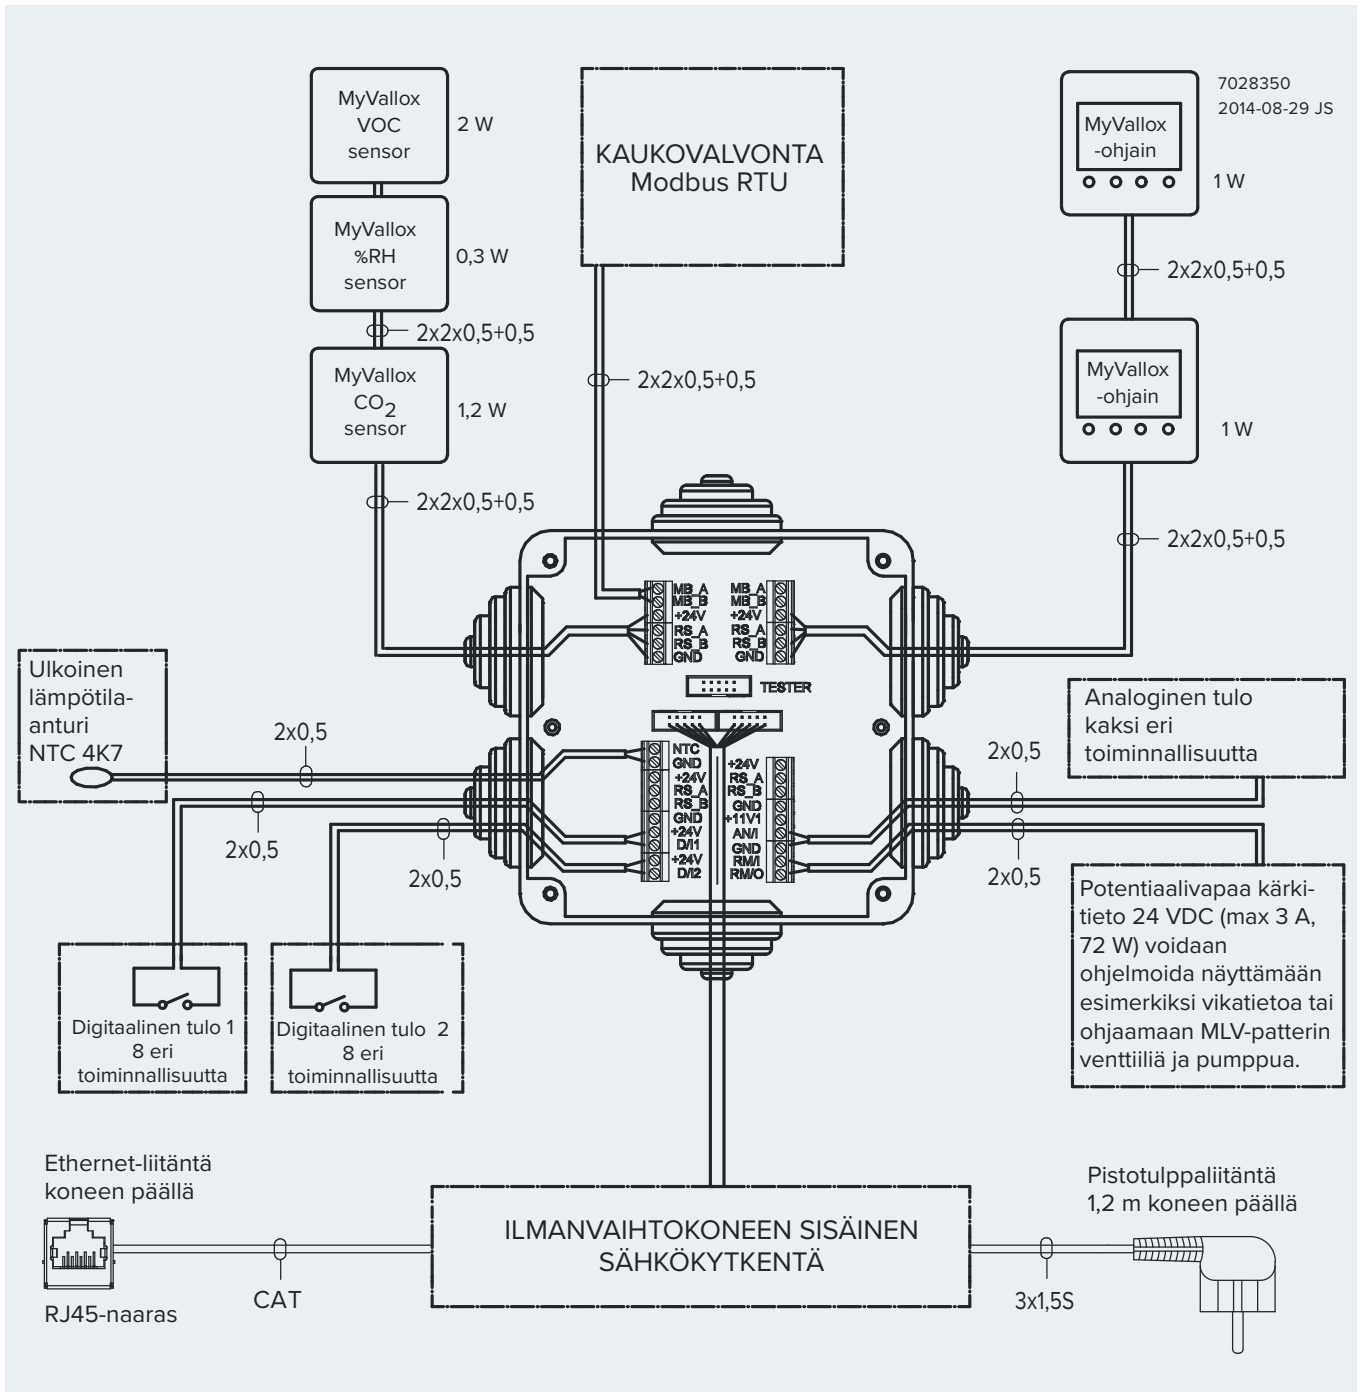 MyVallox
VOC
sensor
2 W
MyVallox
%RH
sensor
0,3 W
2x2x0,5+0,5
MyVallox
CO2
sensor
1,2 W
2x2x0,5+0,5
KAUKOVALVONTA
Modbus RTU
2x2x0,5+0,5
7028350
2014-08-29 JS
MyVallox
-ohjain
1 W
2x2x0,5+0,5
MyVallox
-ohjain
1 W
2x2x0,5+0,5
MB_A
MB_B
+24V
RS_A
RS_B
GND
MB_A
MB_B
+24V
RS_A
RS_B
GND
TESTER
NTC
GND
+24V
RS_A
RS_B
GND
+24V
D/I1
+24V
D/I2
+24V
RS_A
RS_B
GND
+11V1
AN/I
GND
RM/I
RM/O
Ulkoinen
lämpötila-
anturi
NTC 4K7
2x0,5
2x0,5
2x0,5
Digitaalinen tulo 1
8 eri
toiminnallisuutta
Digitaalinen tulo 2
8 eri
toiminnallisuutta
Analoginen tulo
kaksi eri
toiminnallisuutta
2x0,5
2x0,5
Potentiaalivapaa kärki-
tieto 24 VDC (max 3 A,
72 W) voidaan
ohjelmoida näyttämään
esimerkiksi vikatietoa tai
ohjaamaan MLV-patterin
venttiiliä ja pumppua.
Ethernet-liitäntä
koneen päällä
RJ45-naaras
CAT
ILMANVAIHTOKONEEN SISÄINEN
SÄHKÖKYTKENTÄ
3x1,5S
Pistotulppaliitäntä
1,2 m koneen päällä